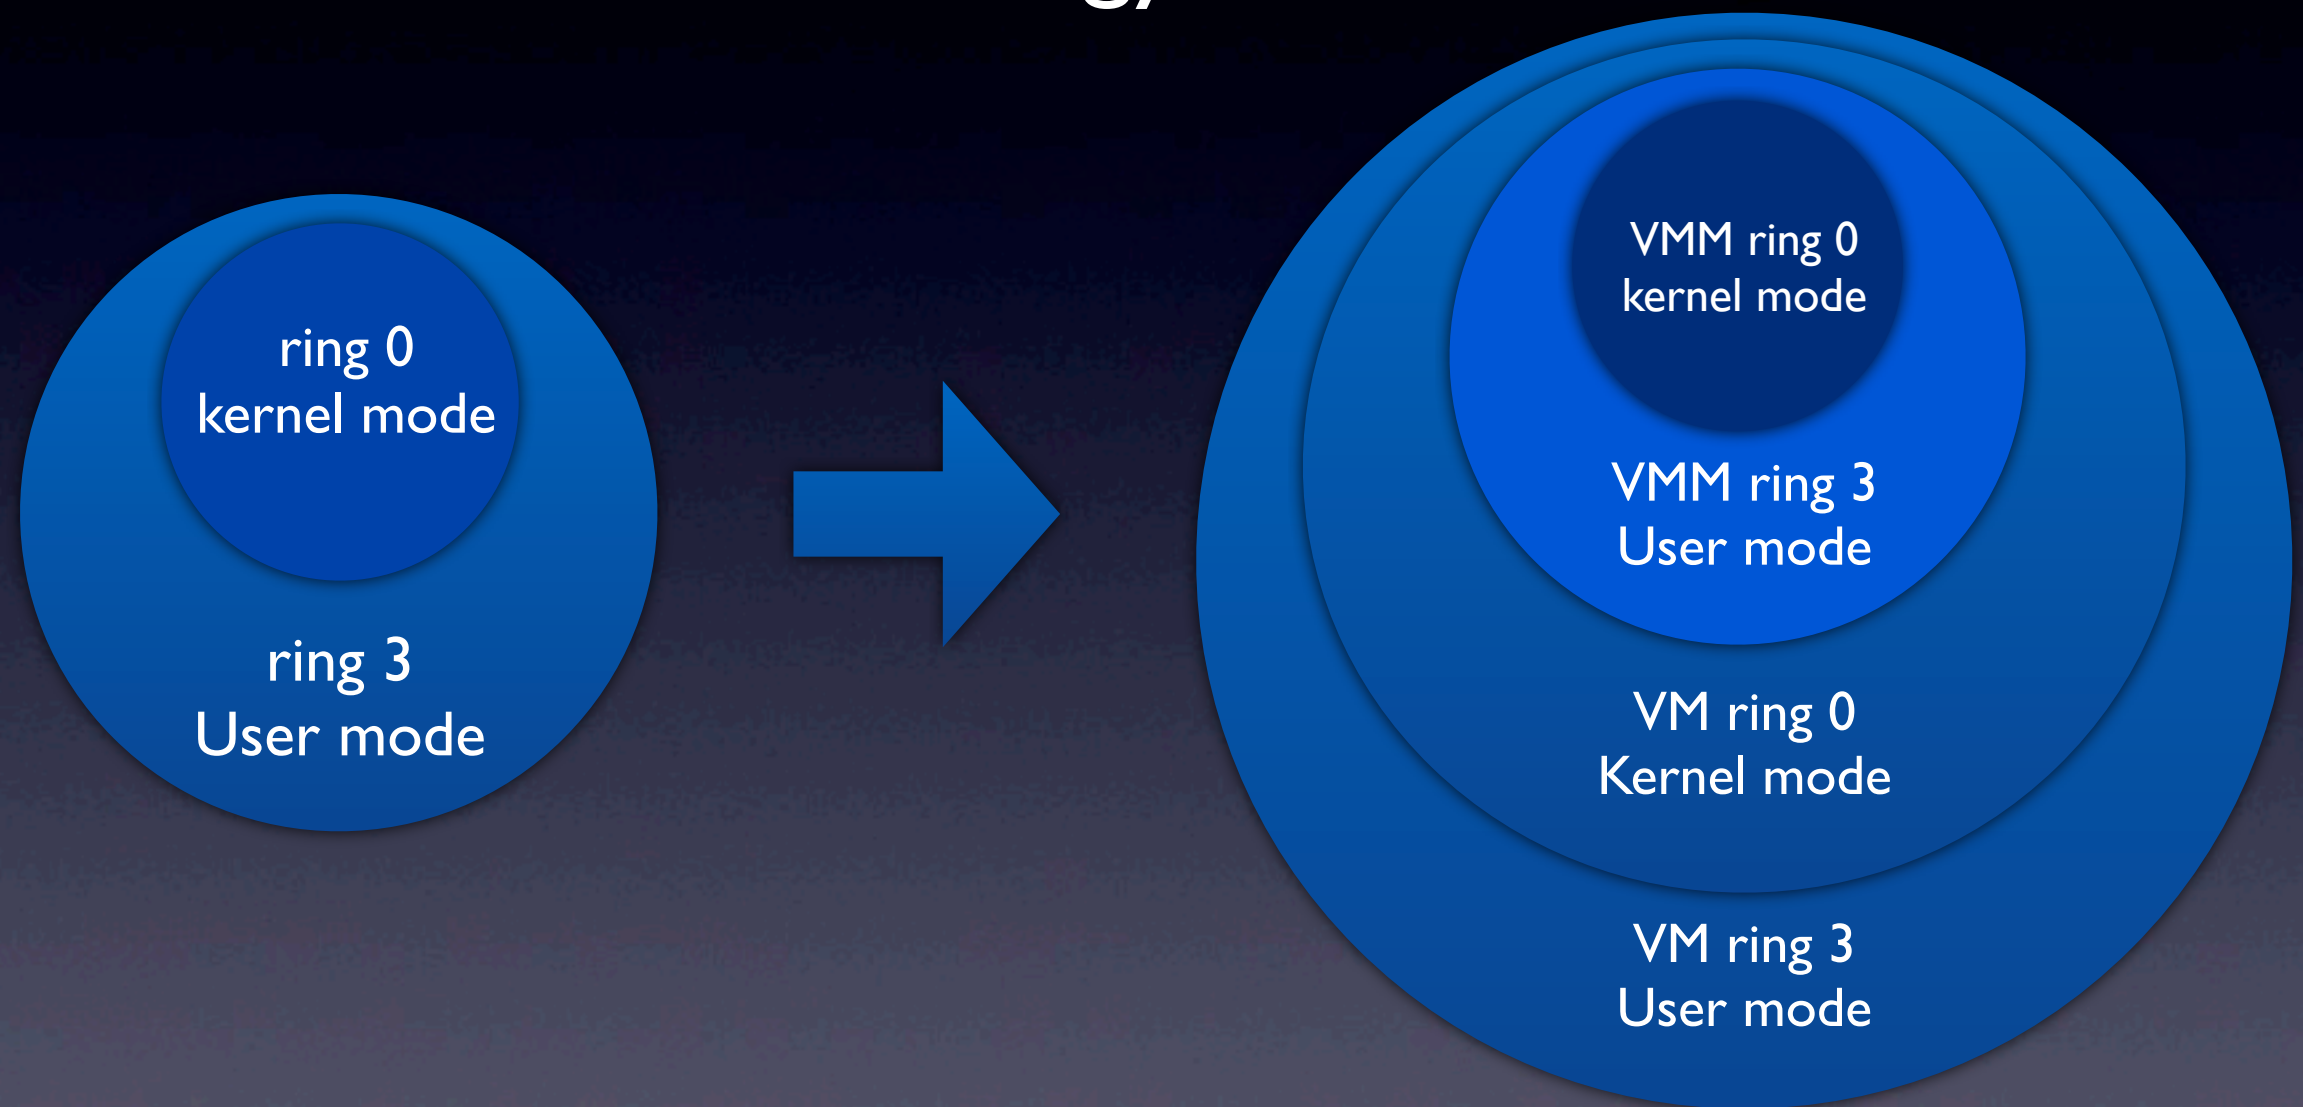 ring 0
kernel mode
ring 3
User mode
VMM ring 0
kernel mode
VMM ring 3
User mode
VM ring 0
Kernel mode
VM ring 3
User mode